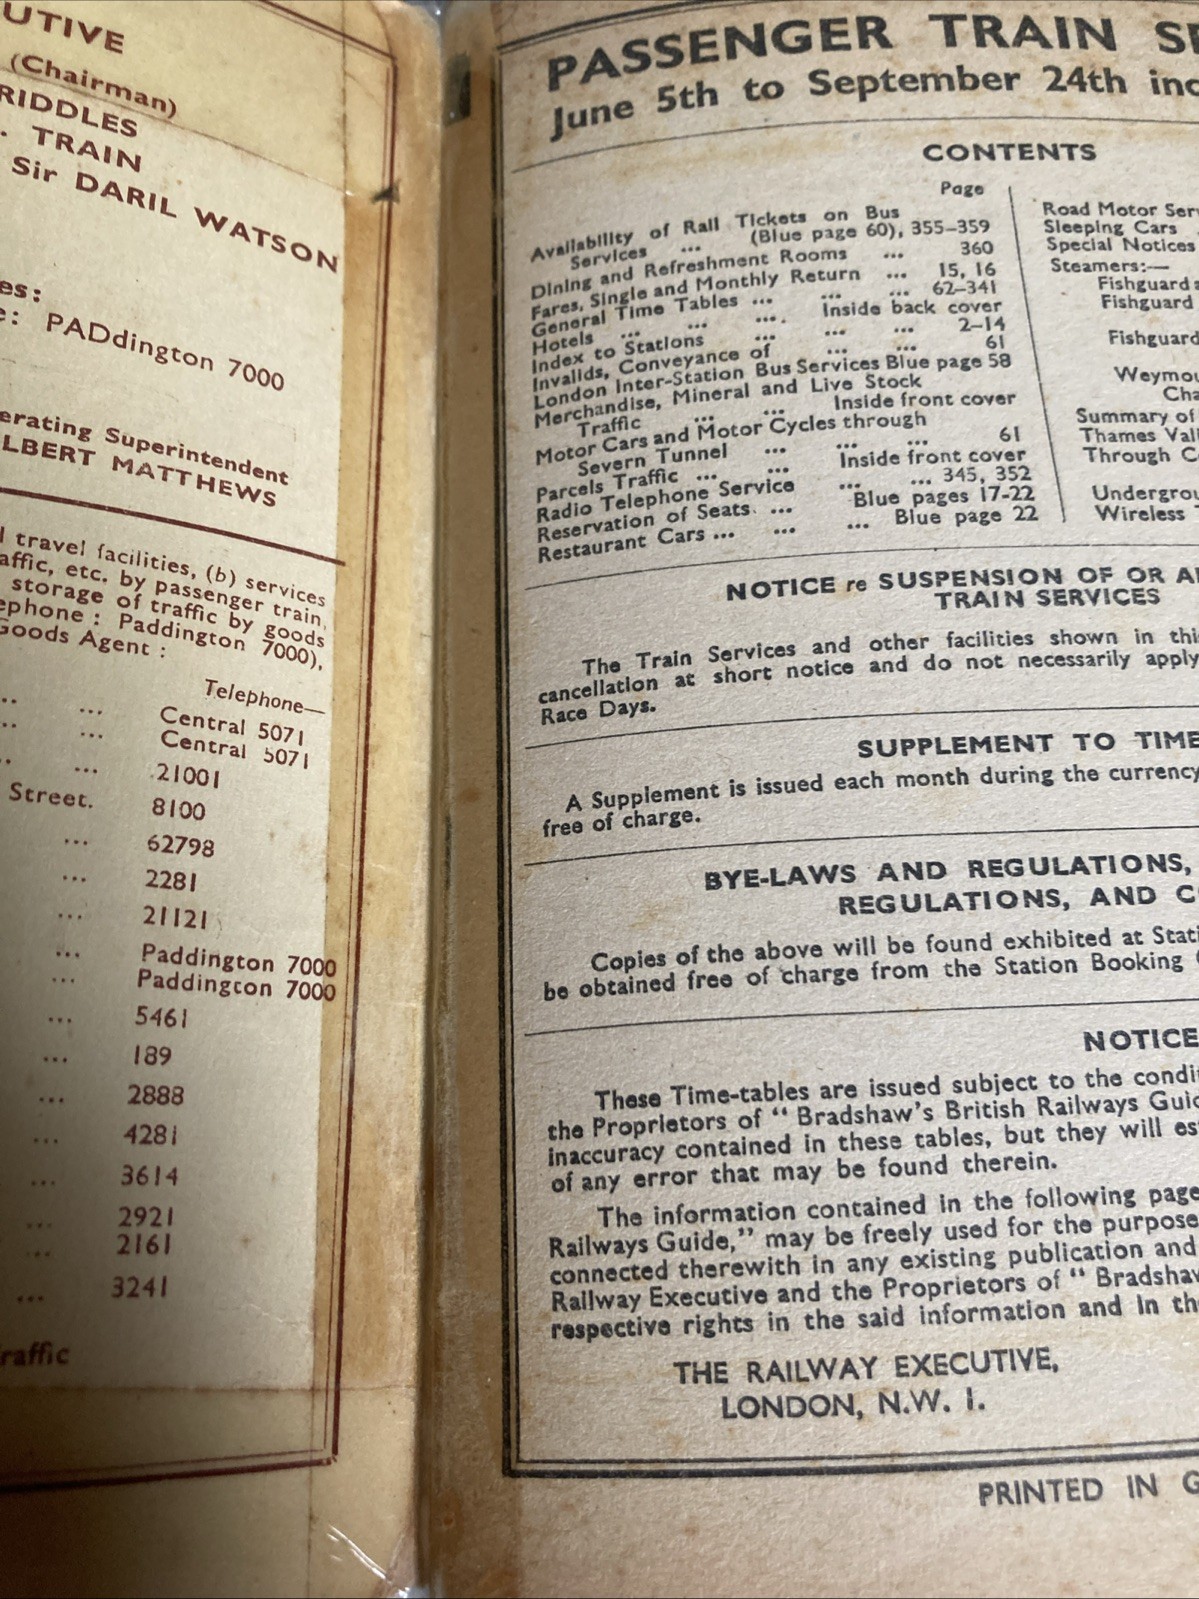 UTIVE
(Chairman)
RIDDLES
. TRAIN
Sir DARIL WATSON
es:
e: PADdington 7000
erating Superintendent
LBERT MATTHEWS
l travel facilities, (b) services
affic, etc. by passenger train,
storage of traffic by goods
ephone : Paddington 7000),
Goods Agent :
Telephone—
.. ... Central 5071
.. ... Central 5071
.. ... 21001
Street. 8100
... 62798
... 2281
... 21121
... Paddington 7000
... Paddington 7000
... 5461
... 189
... 2888
... 4281
... 3614
... 2921
... 2161
... 3241
raffic
PASSENGER TRAIN SE
June 5th to September 24th inc
CONTENTS
Page
Availability of Rail Tickets on Bus
Services ... (Blue page 60), 355–359
Dining and Refreshment Rooms ... 360
Fares, Single and Monthly Return ... 15, 16
General Time Tables ... ... ... 62–341
Hotels ... ... ... Inside back cover
Index to Stations ... ... ... 2–14
Invalids, Conveyance of ... ... 61
London Inter-Station Bus Services Blue page 58
Merchandise, Mineral and Live Stock
Traffic ... ... Inside front cover
Motor Cars and Motor Cycles through
Severn Tunnel ... ... ... 61
Parcels Traffic ... ... Inside front cover
Radio Telephone Service ... ... 345, 352
Reservation of Seats ... Blue pages 17-22
Restaurant Cars ... ... ... Blue page 22
Road Motor Serv
Sleeping Cars
Special Notices
Steamers:—
Fishguard a
Fishguard
Fishguard
Weymou
Cha
Summary of
Thames Vall
Through Co
Undergrou
Wireless T
NOTICE re SUSPENSION OF OR A
TRAIN SERVICES
The Train Services and other facilities shown in this
cancellation at short notice and do not necessarily apply
Race Days.
SUPPLEMENT TO TIME
A Supplement is issued each month during the currency
free of charge.
BYE-LAWS AND REGULATIONS,
REGULATIONS, AND C
Copies of the above will be found exhibited at Stati
be obtained free of charge from the Station Booking
NOTICE
These Time-tables are issued subject to the condit
the Proprietors of “ Bradshaw’s British Railways Guid
inaccuracy contained in these tables, but they will es
of any error that may be found therein.
The information contained in the following page
Railways Guide,” may be freely used for the purpose
connected therewith in any existing publication and
Railway Executive and the Proprietors of “ Bradshaw
respective rights in the said information and in th
THE RAILWAY EXECUTIVE,
LONDON, N.W. 1.
PRINTED IN G